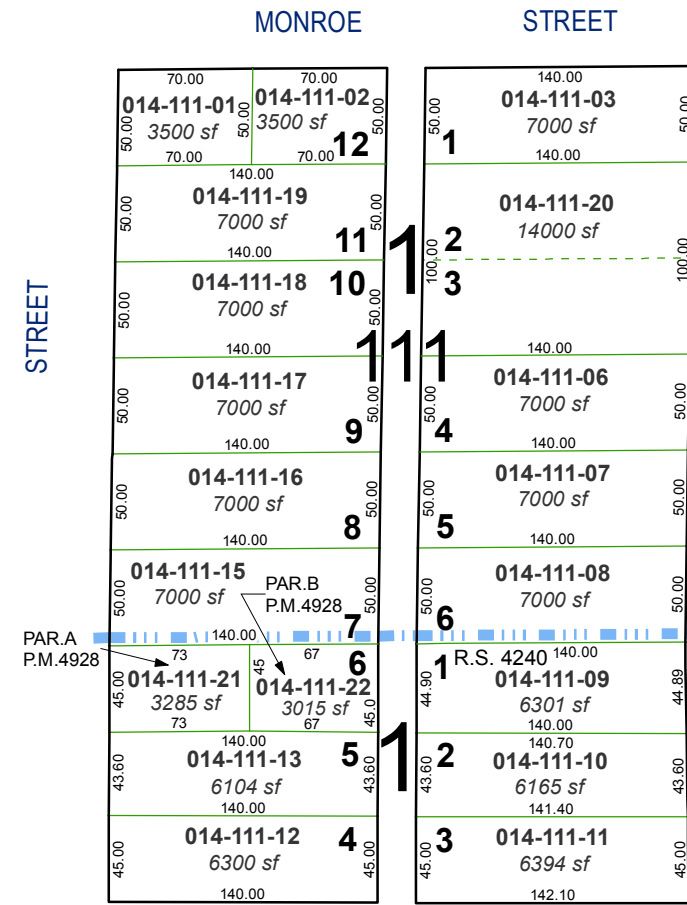 MONROE STREET
STREET
70.00 70.00
014-111-01 014-111-02
3500 sf 3500 sf
50.00 50.00 50.00
70.00 70.00 12
140.00
014-111-19
7000 sf
50.00 50.00
140.00 11
014-111-18 10
7000 sf
50.00 50.00
140.00
014-111-17
7000 sf
50.00 50.00
140.00 9
014-111-16
7000 sf
50.00 50.00
140.00 8
014-111-15
7000 sf
50.00 50.00
PAR.B
P.M.4928
140.00 7
PAR.A
P.M.4928
73 67 6
45.00 45 45.0
014-111-21 014-111-22
3285 sf 3015 sf
73 67
140.00
014-111-13 5
6104 sf
43.60 43.60
140.00
014-111-12 4
6300 sf
45.00 45.00
140.00
1
111
1
140.00
014-111-03
7000 sf
50.00 50.00
1 140.00
014-111-20
14000 sf
2
100.00 100.00
3
140.00
014-111-06
7000 sf
50.00 50.00
4 140.00
014-111-07
7000 sf
50.00 50.00
5 140.00
014-111-08
7000 sf
50.00 50.00
6
1 R.S. 4240 140.00
014-111-09
6301 sf
44.90 44.89
140.00
140.70
2 014-111-10
6165 sf
43.60 43.60
141.40
3 014-111-11
6394 sf
45.00 45.00
142.10